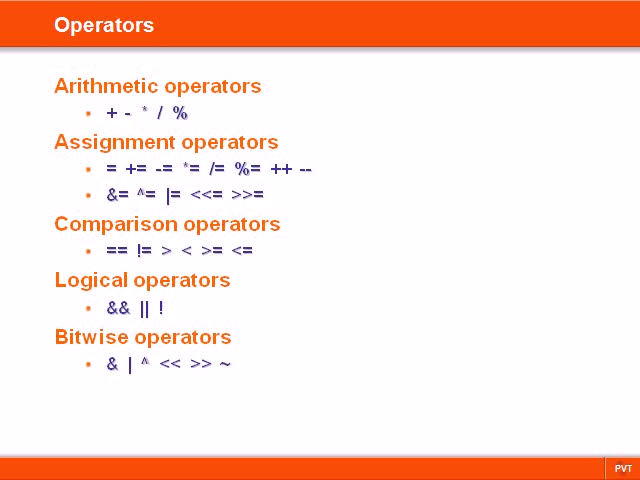 Operators
Arithmetic operators
• + - * / %
Assignment operators
• = += -= *= /= %= ++ --
• &= ^= |= <<= >>=
Comparison operators
• == != > < >= <=
Logical operators
• && || !
Bitwise operators
• & | ^ << >> ~
PVT